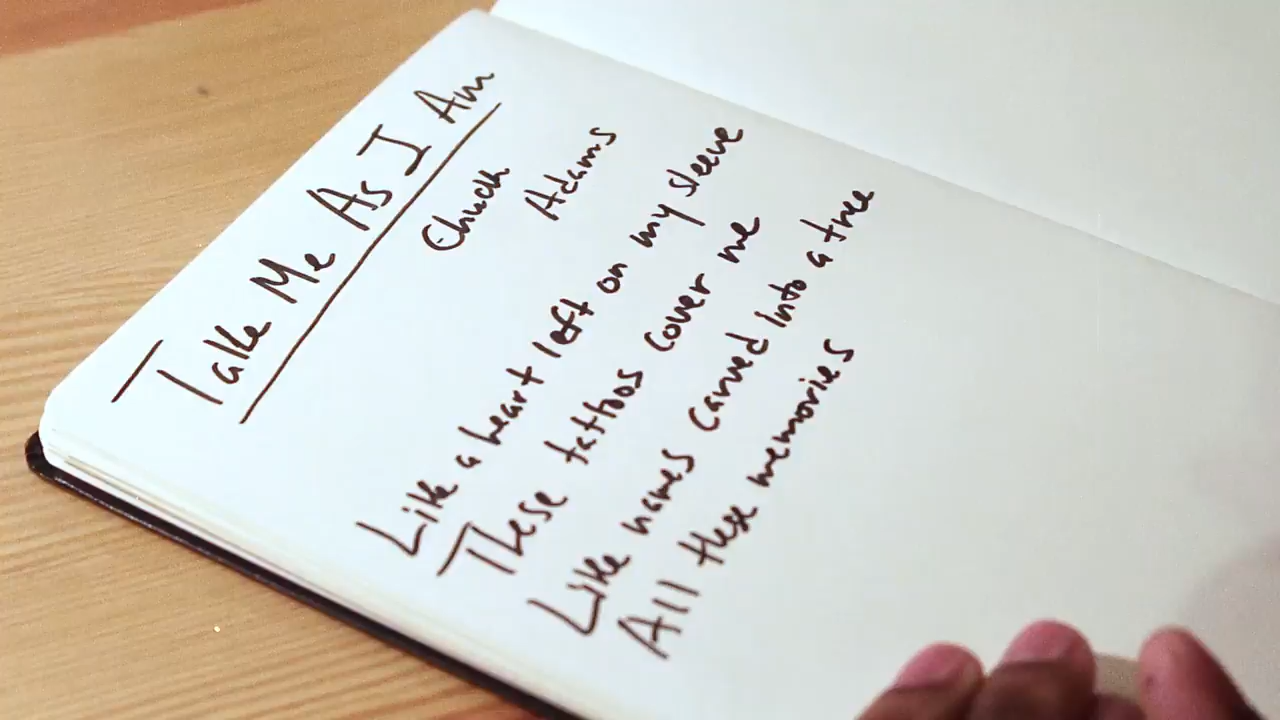 Take Me As I Am
Chuck Adams
Like a heart left on my sleeve
These tattoos cover me
Like names carved into a tree
All these memories